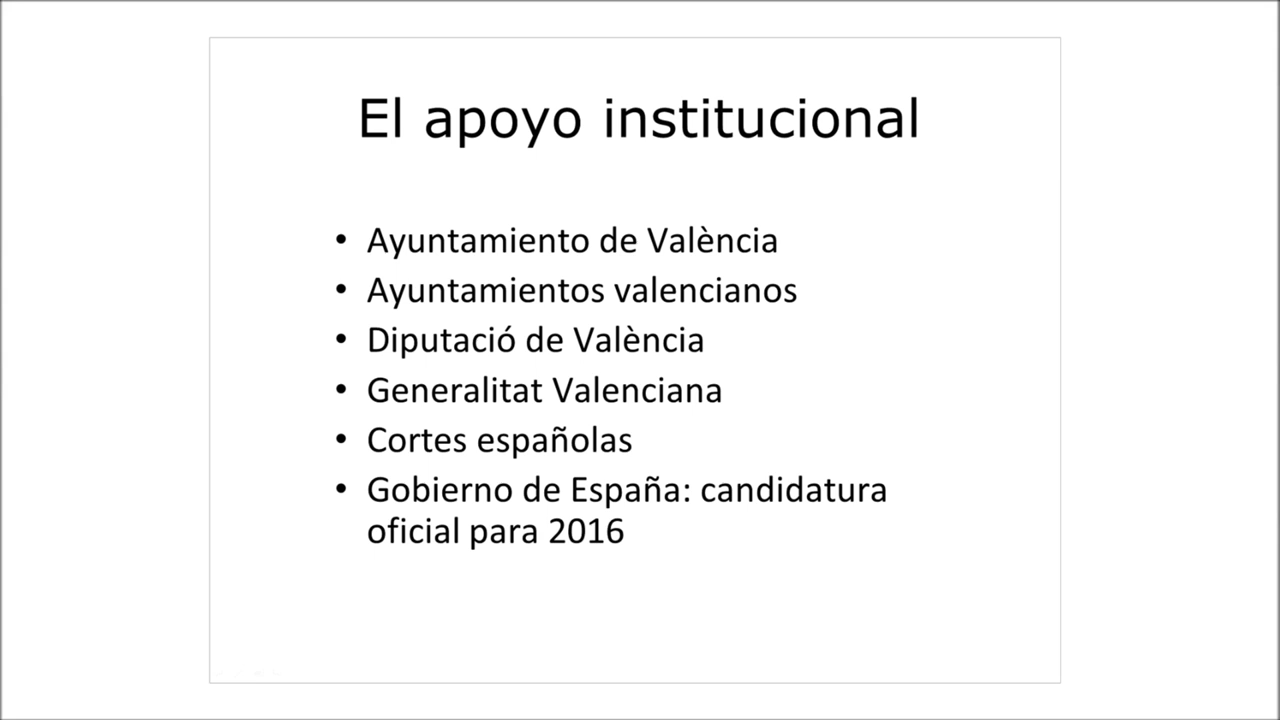 El apoyo institucional
• Ayuntamiento de València
• Ayuntamientos valencianos
• Diputació de València
• Generalitat Valenciana
• Cortes españolas
• Gobierno de España: candidatura
oficial para 2016